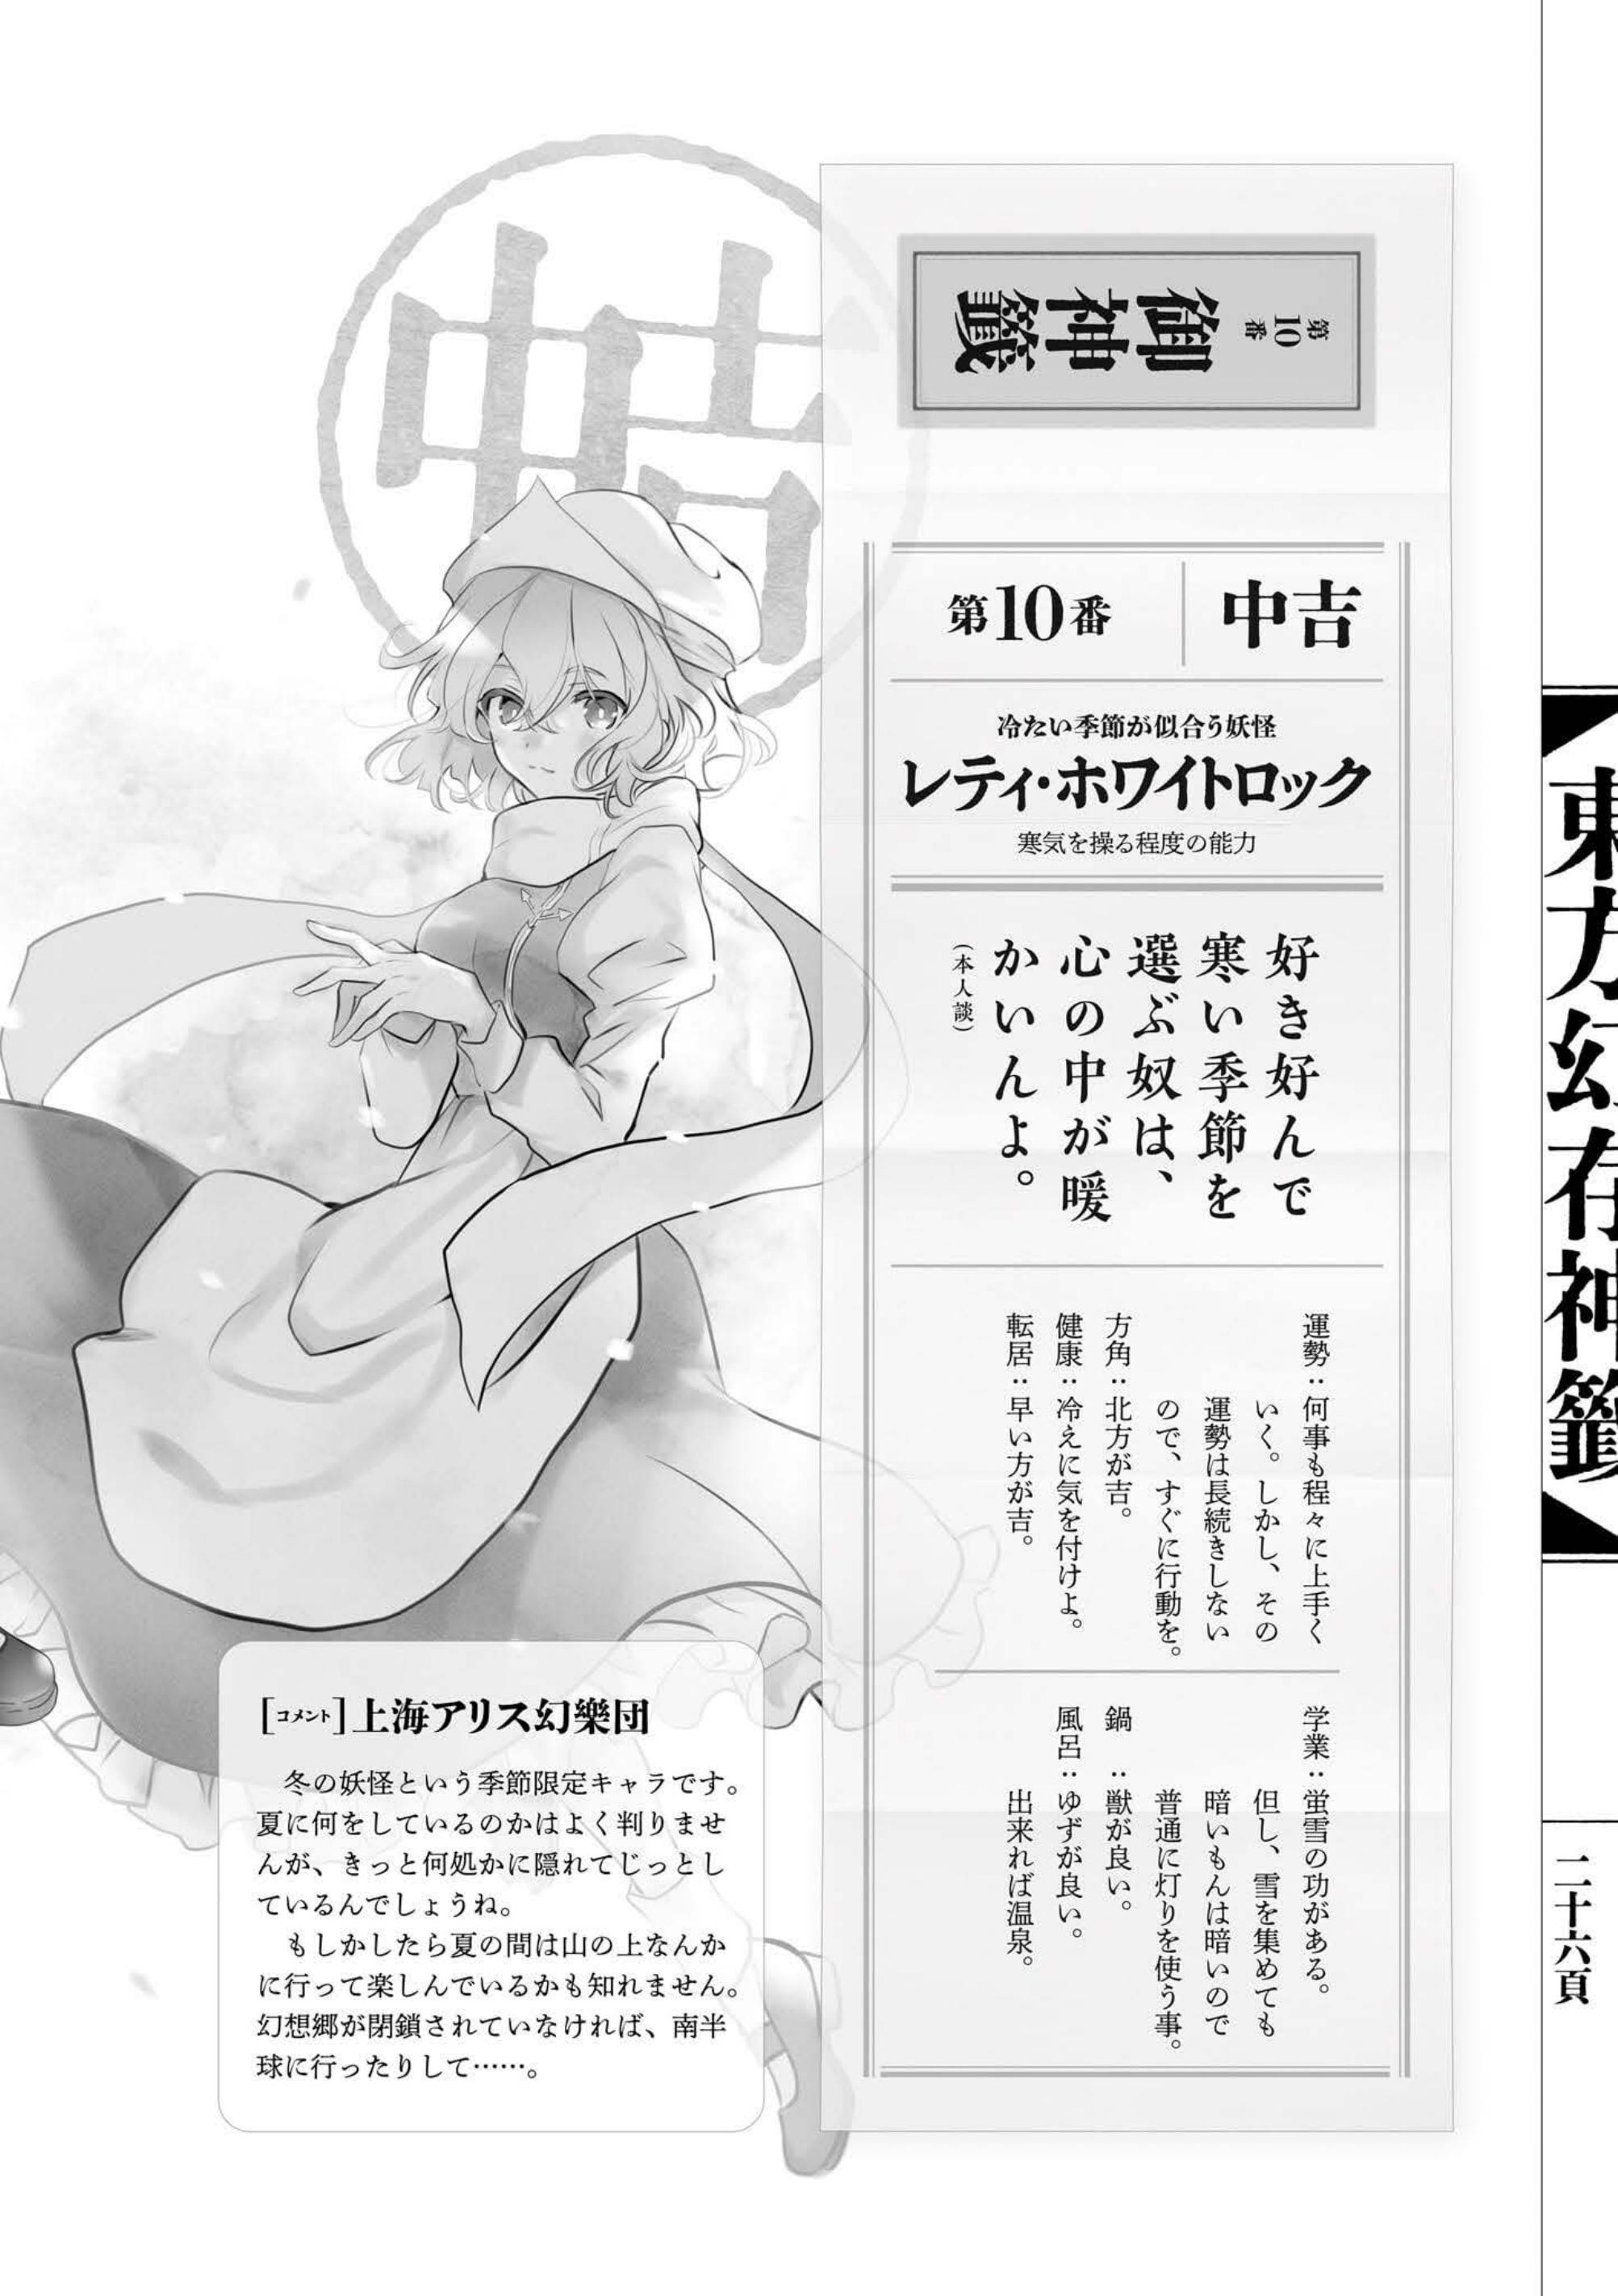 東方幻存神籤
二十六頁
御神籤
第10番
中吉
第10番
中吉
冷たい季節が似合う妖怪
レティ・ホワイトロック
寒気を操る程度の能力
好き好んで
寒い季節を
選ぶ奴は、
心の中が暖
かいんよ。
(本人談)
運勢：何事も程々に上手く
いく。しかし、その
運勢は長続きしない
ので、すぐに行動を。
方角：北方が吉。
健康：冷えに気を付けよ。
転居：早い方が吉。
学業：蛍雪の功がある。
但し、雪を集めても
暗いもんは暗いので
普通に灯りを使う事。
鍋　：獣が良い。
風呂：ゆずが良い。
出来れば温泉。
［コメント］上海アリス幻樂団
　冬の妖怪という季節限定キャラです。
夏に何をしているのかはよく判りませ
んが、きっと何処かに隠れてじっとし
ているんでしょうね。
　もしかしたら夏の間は山の上なんか
に行って楽しんでいるかも知れません。
幻想郷が閉鎖されていなければ、南半
球に行ったりして……。